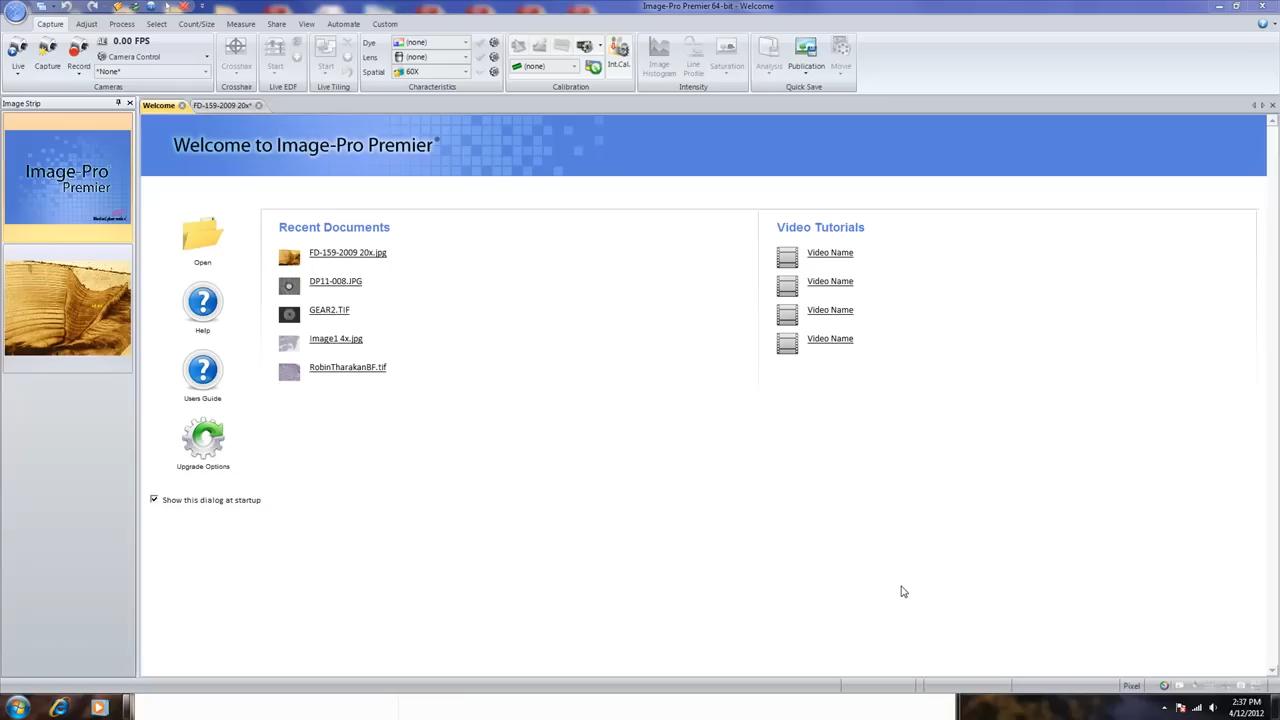 Image-Pro Premier 64-bit - Welcome
Capture Adjust Process Select Count/Size Measure Share View Automate Custom
0.00 FPS
Camera Control
*None*
Live Capture Record
Cameras
Crosshair
Crosshair
Start
Live EDF
Start
Live Tiling
Dye (none)
Lens (none)
Spatial 60X
Characteristics
(none)
Int.Cal.
Calibration
Image Histogram
Line Profile
Saturation
Intensity
Analysis Publication Move
Quick Save
Image Strip
Welcome
FD-159-2009 20x*
Image-Pro
Premier
Welcome to Image-Pro Premier®
Open
Help
Users Guide
Upgrade Options
Show this dialog at startup
Recent Documents
FD-159-2009 20x.jpg
DP11-008.JPG
GEAR2.TIF
Image1 4x.jpg
RobinTharakanBF.tif
Video Tutorials
Video Name
Video Name
Video Name
Video Name
Pixel
2:37 PM
4/12/2012